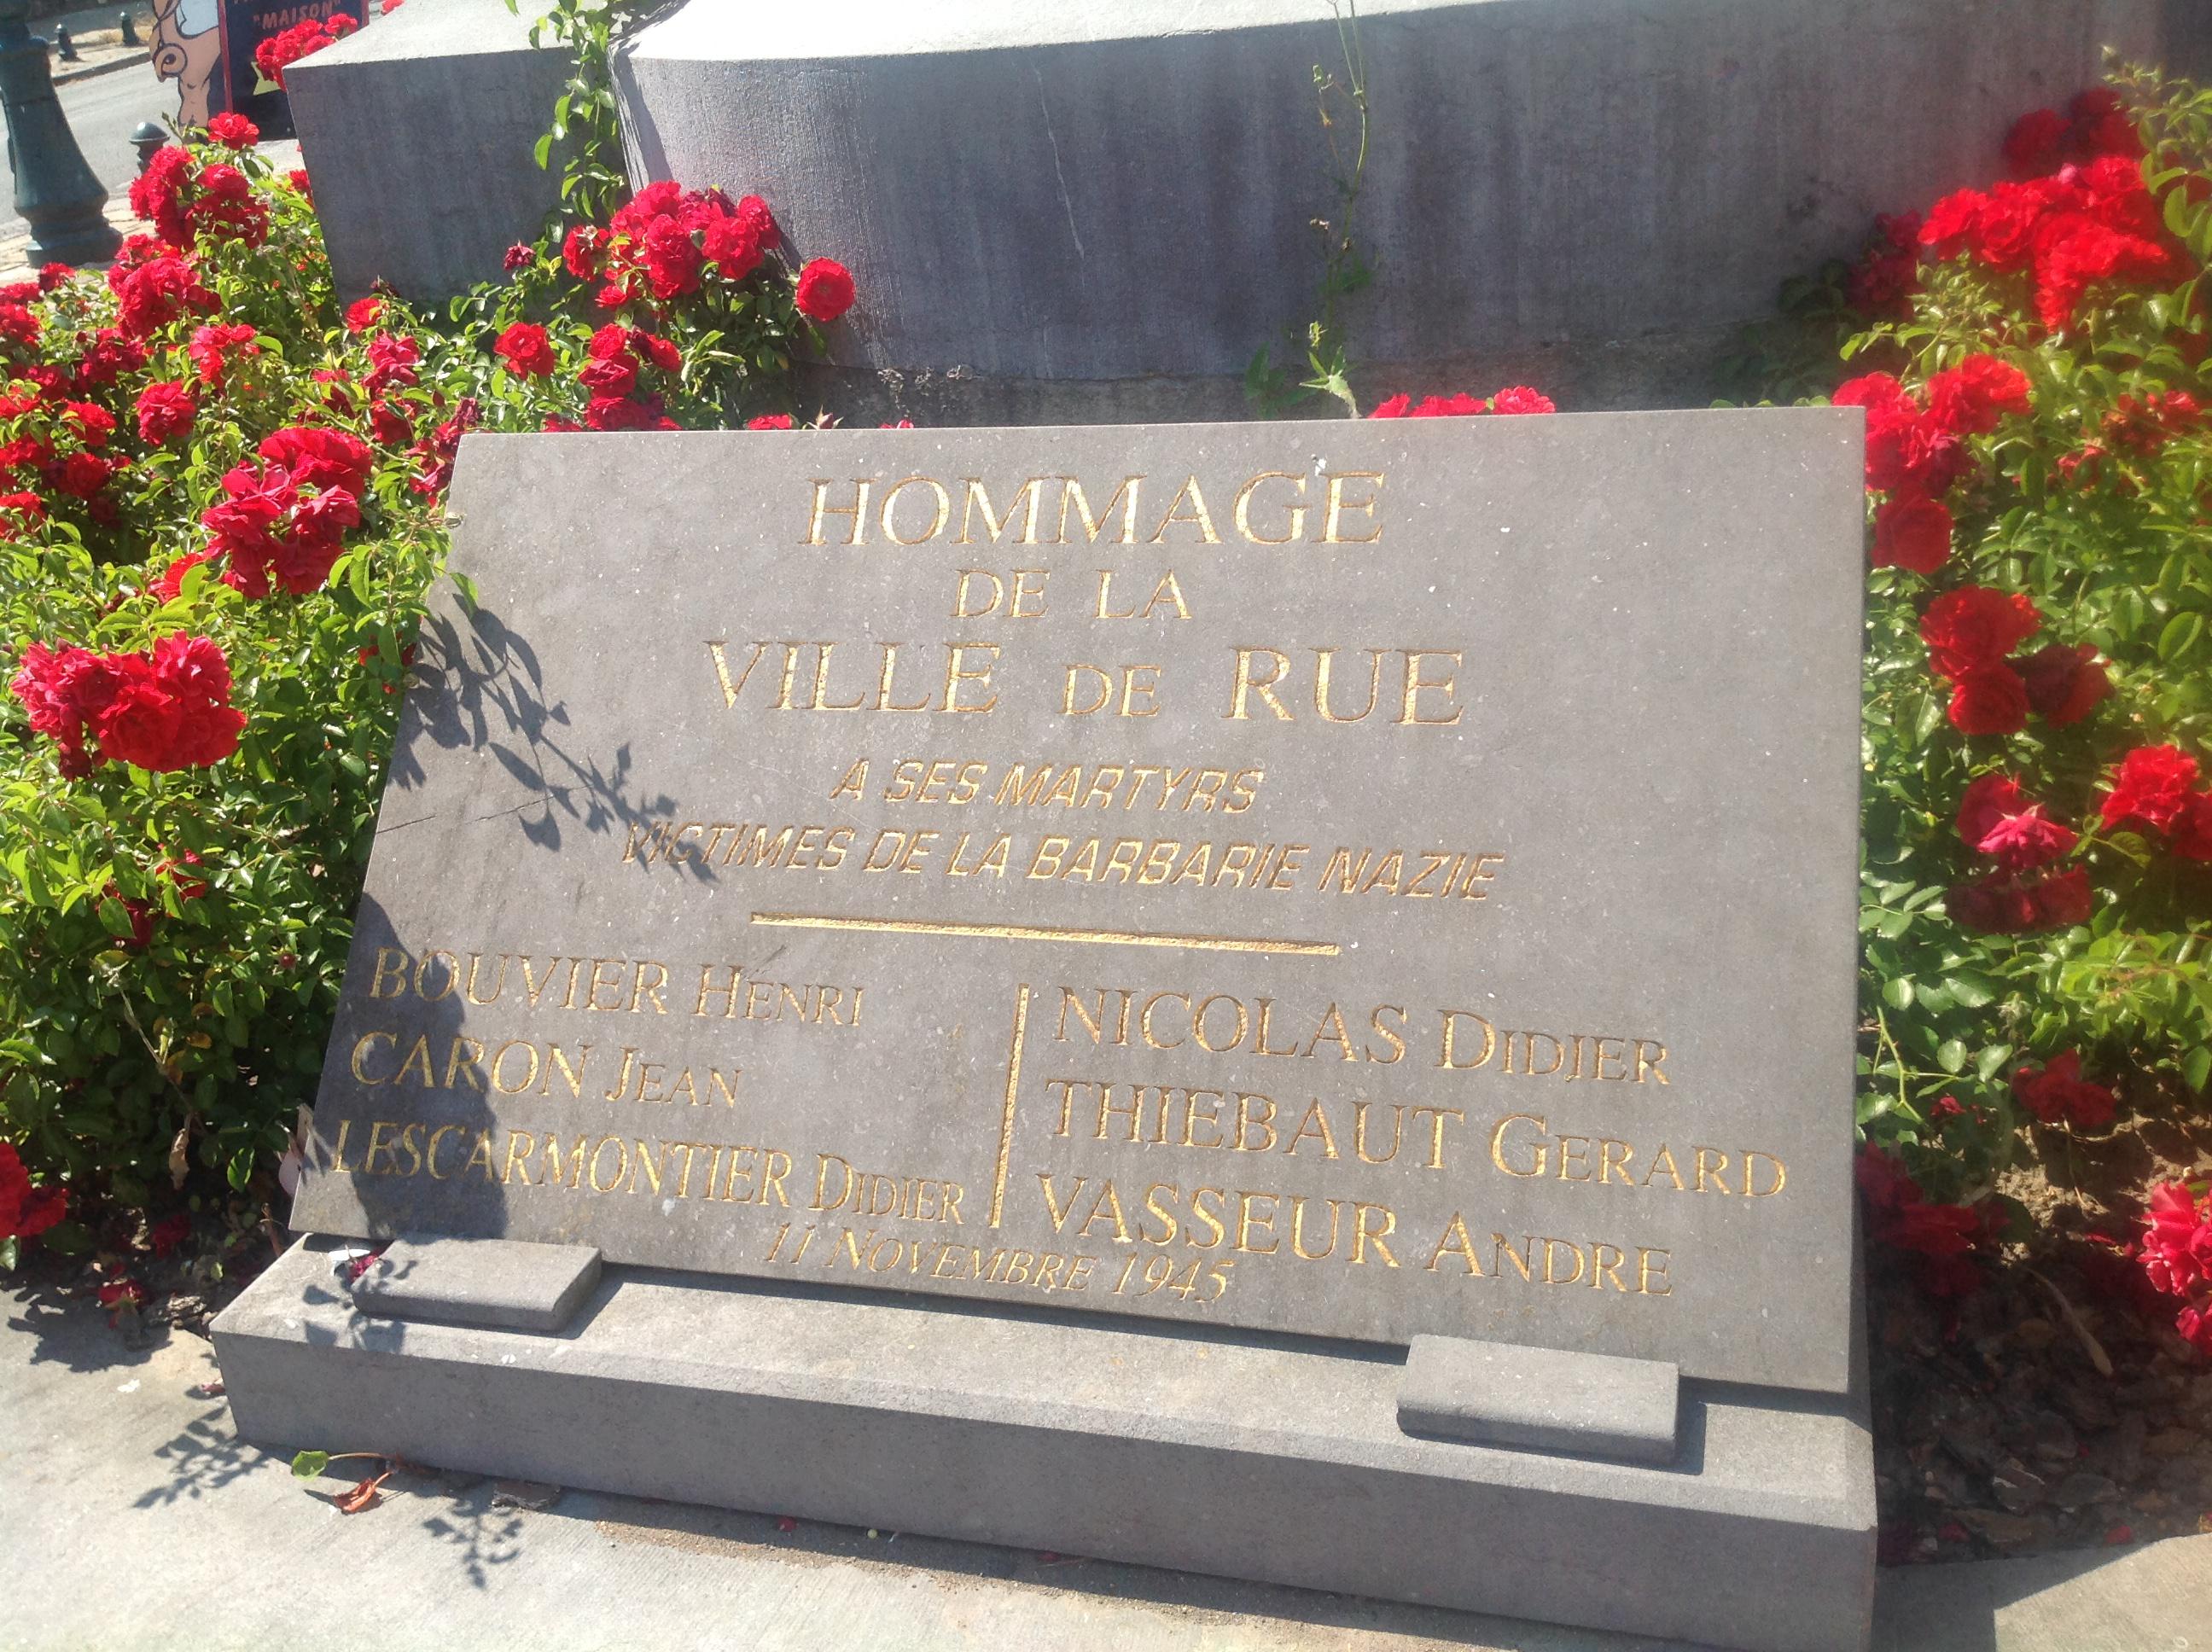 "MAISON"
HOMMAGE
DE LA
VILLE DE RUE
A SES MARTYRS
VICTIMES DE LA BARBARIE NAZIE
BOUVIER HENRI
CARON JEAN
LESCARMONTIER DIDIER
NICOLAS DIDIER
THIEBAUT GERARD
VASSEUR ANDRE
11 NOVEMBRE 1945